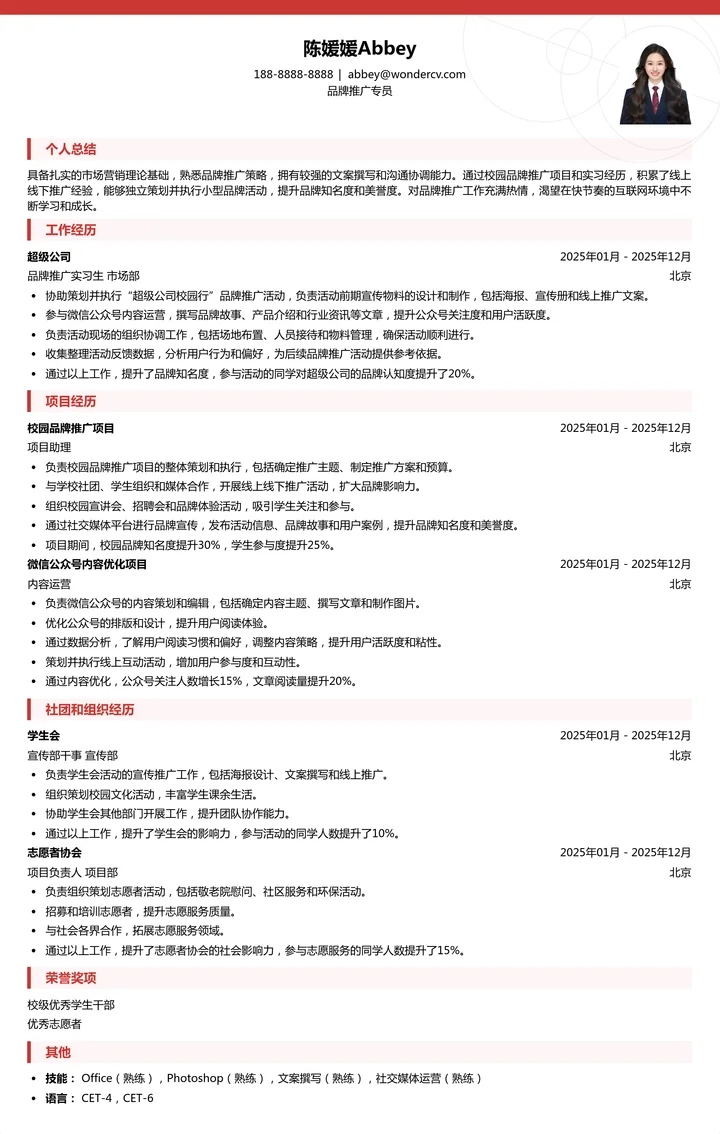 陈媛媛Abbey
188-8888-8888 | abbey@wondercv.com
品牌推广专员
个人总结
具备扎实的市场营销理论基础，熟悉品牌推广策略，拥有较强的文案撰写和沟通协调能力。通过校园品牌推广项目和实习经历，积累了线上
线下推广经验，能够独立策划并执行小型品牌活动，提升品牌知名度和美誉度。对品牌推广工作充满热情，渴望在快节奏的互联网环境中不
断学习和成长。
工作经历
超级公司 2025年01月 - 2025年12月
品牌推广实习生 市场部 北京
• 协助策划并执行“超级公司校园行”品牌推广活动，负责活动前期宣传物料的设计和制作，包括海报、宣传册和线上推广文案。
• 参与微信公众号内容运营，撰写品牌故事、产品介绍和行业资讯等文章，提升公众号关注度和用户活跃度。
• 负责活动现场的组织协调工作，包括场地布置、人员接待和物料管理，确保活动顺利进行。
• 收集整理活动反馈数据，分析用户行为和偏好，为后续品牌推广活动提供参考依据。
• 通过以上工作，提升了品牌知名度，参与活动的同学对超级公司的品牌认知度提升了20%。
项目经历
校园品牌推广项目 2025年01月 - 2025年12月
项目助理 北京
• 负责校园品牌推广项目的整体策划和执行，包括确定推广主题、制定推广方案和预算。
• 与学校社团、学生组织和媒体合作，开展线上线下推广活动，扩大品牌影响力。
• 组织校园宣讲会、招聘会和品牌体验活动，吸引学生关注和参与。
• 通过社交媒体平台进行品牌宣传，发布活动信息、品牌故事和用户案例，提升品牌知名度和美誉度。
• 项目期间，校园品牌知名度提升30%，学生参与度提升25%。
微信公众号内容优化项目 2025年01月 - 2025年12月
内容运营 北京
• 负责微信公众号的内容策划和编辑，包括确定内容主题、撰写文章和制作图片。
• 优化公众号的排版和设计，提升用户阅读体验。
• 通过数据分析，了解用户阅读习惯和偏好，调整内容策略，提升用户活跃度和粘性。
• 策划并执行线上互动活动，增加用户参与度和互动性。
• 通过内容优化，公众号关注人数增长15%，文章阅读量提升20%。
社团和组织经历
学生会 2025年01月 - 2025年12月
宣传部干事 宣传部 北京
• 负责学生会活动的宣传推广工作，包括海报设计、文案撰写和线上推广。
• 组织策划校园文化活动，丰富学生课余生活。
• 协助学生会其他部门开展工作，提升团队协作能力。
• 通过以上工作，提升了学生会的影响力，参与活动的同学人数提升了10%。
志愿者协会 2025年01月 - 2025年12月
项目负责人 项目部 北京
• 负责组织策划志愿者活动，包括敬老院慰问、社区服务和环保活动。
• 招募和培训志愿者，提升志愿服务质量。
• 与社会各界合作，拓展志愿服务领域。
• 通过以上工作，提升了志愿者协会的社会影响力，参与志愿服务的同学人数提升了15%。
荣誉奖项
校级优秀学生干部
优秀志愿者
其他
• 技能： Office（熟练），Photoshop（熟练），文案撰写（熟练），社交媒体运营（熟练）
• 语言： CET-4，CET-6